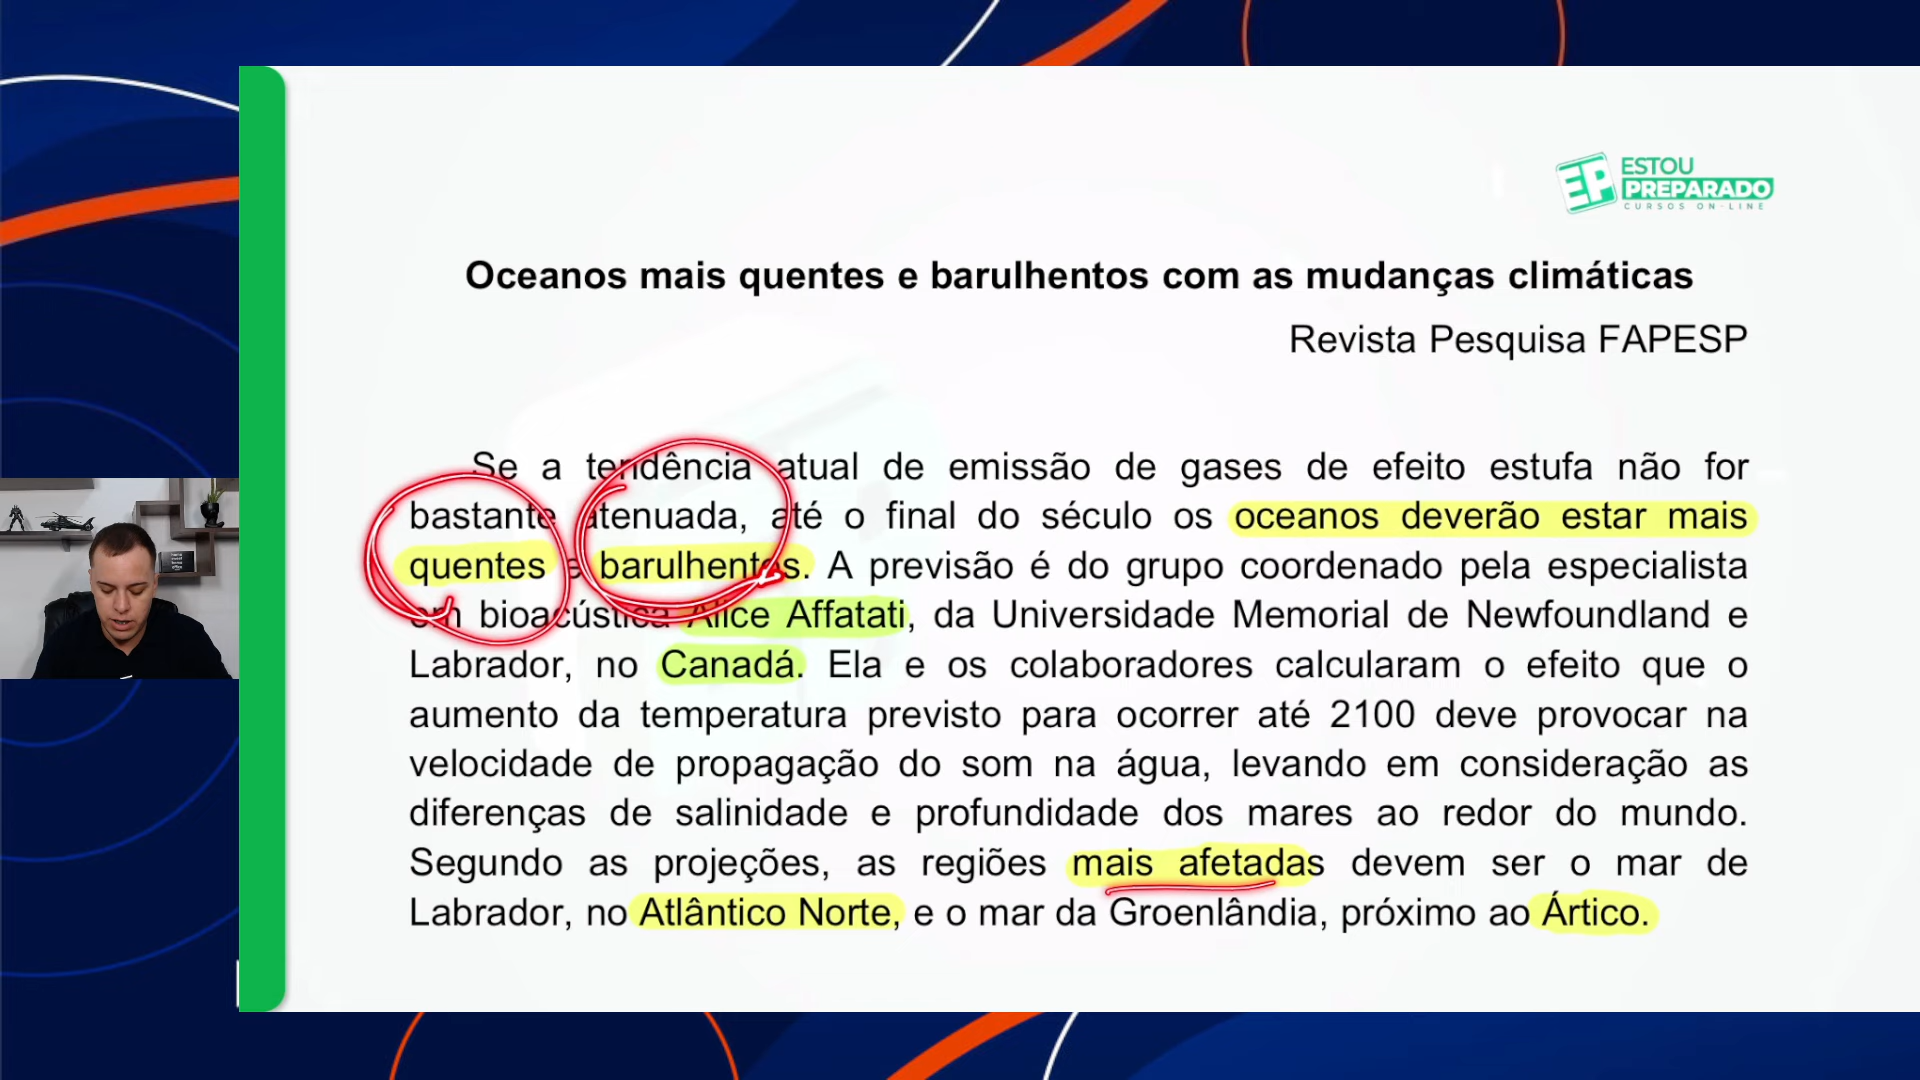 ESTOU
EP PREPARADO
CURSOS ON-LINE
Oceanos mais quentes e barulhentos com as mudanças climáticas
Revista Pesquisa FAPESP
Se a tendência atual de emissão de gases de efeito estufa não for
bastante atenuada, até o final do século os oceanos deverão estar mais
quentes e barulhentos. A previsão é do grupo coordenado pela especialista
em bioacústica Alice Affatati, da Universidade Memorial de Newfoundland e
Labrador, no Canadá. Ela e os colaboradores calcularam o efeito que o
aumento da temperatura previsto para ocorrer até 2100 deve provocar na
velocidade de propagação do som na água, levando em consideração as
diferenças de salinidade e profundidade dos mares ao redor do mundo.
Segundo as projeções, as regiões mais afetadas devem ser o mar de
Labrador, no Atlântico Norte, e o mar da Groenlândia, próximo ao Ártico.